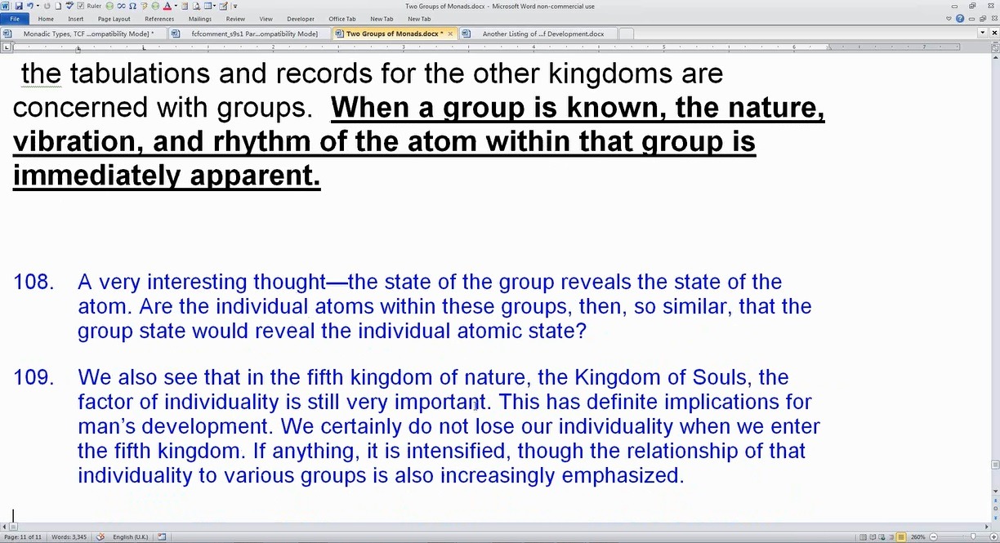 Two Groups of Monads.docx - Microsoft Word non-commercial use
Ruler
File Home Insert Page Layout References Mailings Review View Developer Office Tab New Tab New Tab
Monadic Types, TCF ...ompatibility Mode] * fcfcomment_s9s1 Par...ompatibility Mode] Two Groups of Monads.docx * Another Listing of ...f Development.docx
1 2 3 4 5 6 7
the tabulations and records for the other kingdoms are
concerned with groups. When a group is known, the nature,
vibration, and rhythm of the atom within that group is
immediately apparent.
108. A very interesting thought—the state of the group reveals the state of the
atom. Are the individual atoms within these groups, then, so similar, that the
group state would reveal the individual atomic state?
109. We also see that in the fifth kingdom of nature, the Kingdom of Souls, the
factor of individuality is still very important. This has definite implications for
man’s development. We certainly do not lose our individuality when we enter
the fifth kingdom. If anything, it is intensified, though the relationship of that
individuality to various groups is also increasingly emphasized.
Page: 11 of 11 Words: 3,345 English (U.K.) 260%